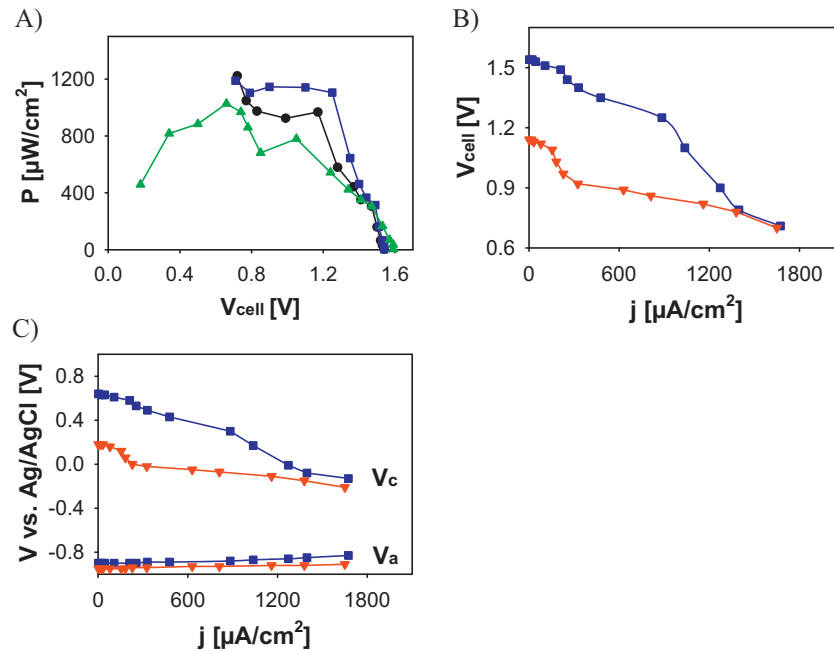 A)
P [µW/cm²]
1200
800
400
0
0.0 0.4 0.8 1.2 1.6
Vcell [V]
B)
Vcell [V]
1.5
1.2
0.9
0.6
0 600 1200 1800
j [µA/cm²]
C)
V vs. Ag/AgCl [V]
0.8
0.4
0.0
-0.4
-0.8
Vc
Va
0 600 1200 1800
j [µA/cm²]